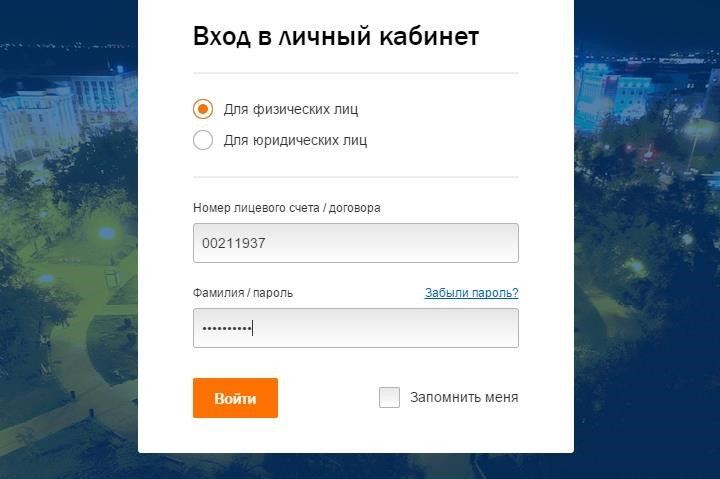 Вход в личный кабинет
Для физических лиц
Для юридических лиц
Номер лицевого счета / договора
00211937
Фамилия / пароль Забыли пароль?
••••••••••
Войти Запомнить меня